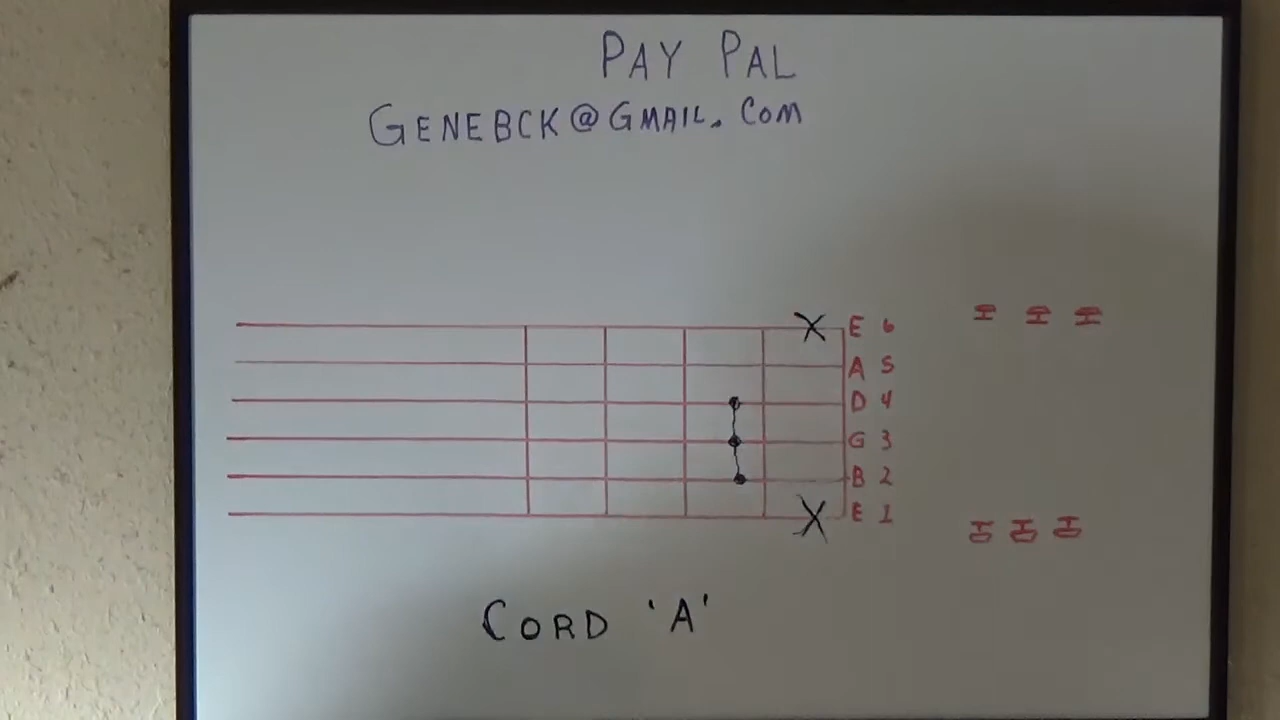 PAY PAL
GENEBCK@GMAIL.COM
X E 6
A 5
D 4
G 3
B 2
X E 1
CORD 'A'